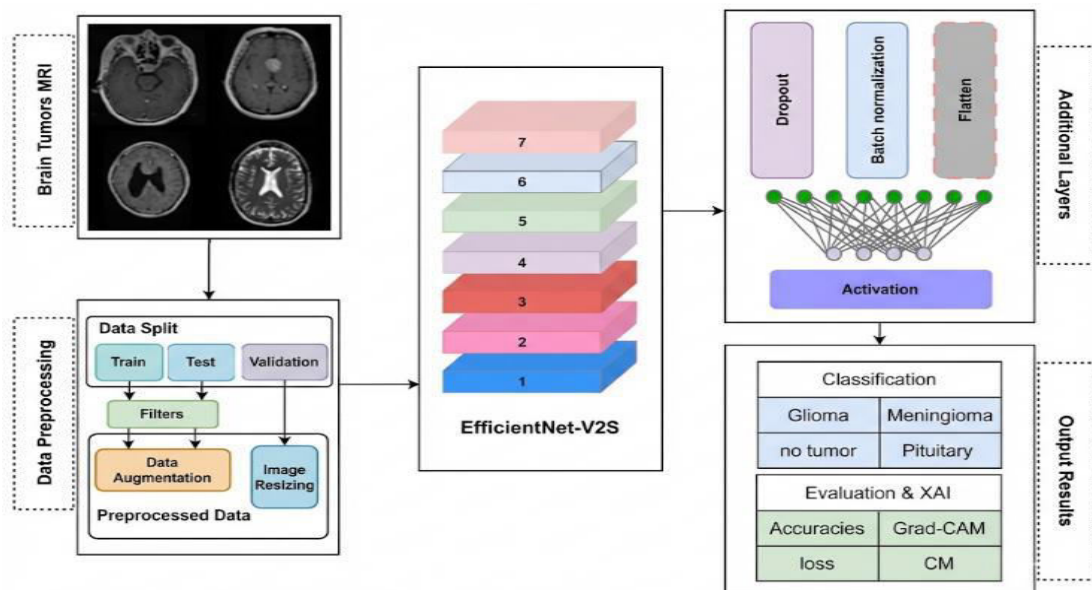 Brain Tumors MRI
Data Preprocessing
Data Split
Train
Test
Validation
Filters
Data
Augmentation
Image
Resizing
Preprocessed Data
7
6
5
4
3
2
1
EfficientNet-V2S
Dropout
Batch normalization
Flatten
Activation
Additional Layers
Classification
Glioma
Meningioma
no tumor
Pituitary
Evaluation & XAI
Accuracies
Grad-CAM
loss
CM
Output Results